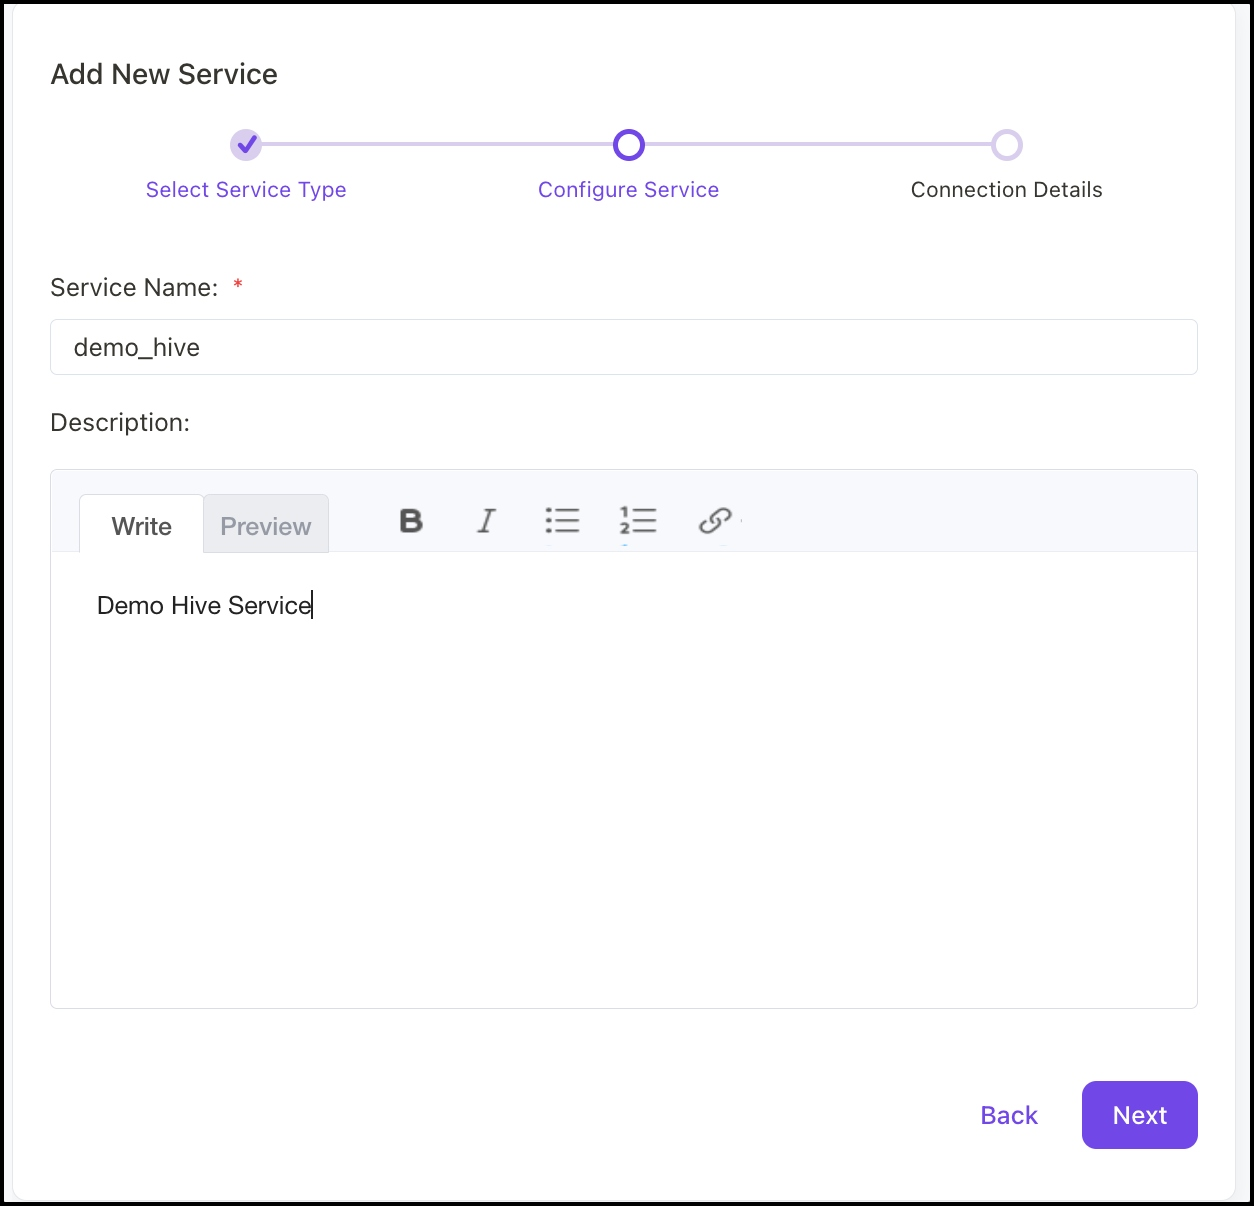 Add New Service
Select Service Type Configure Service Connection Details
Service Name: *
demo_hive
Description:
Write Preview B I
Demo Hive Service
Back Next